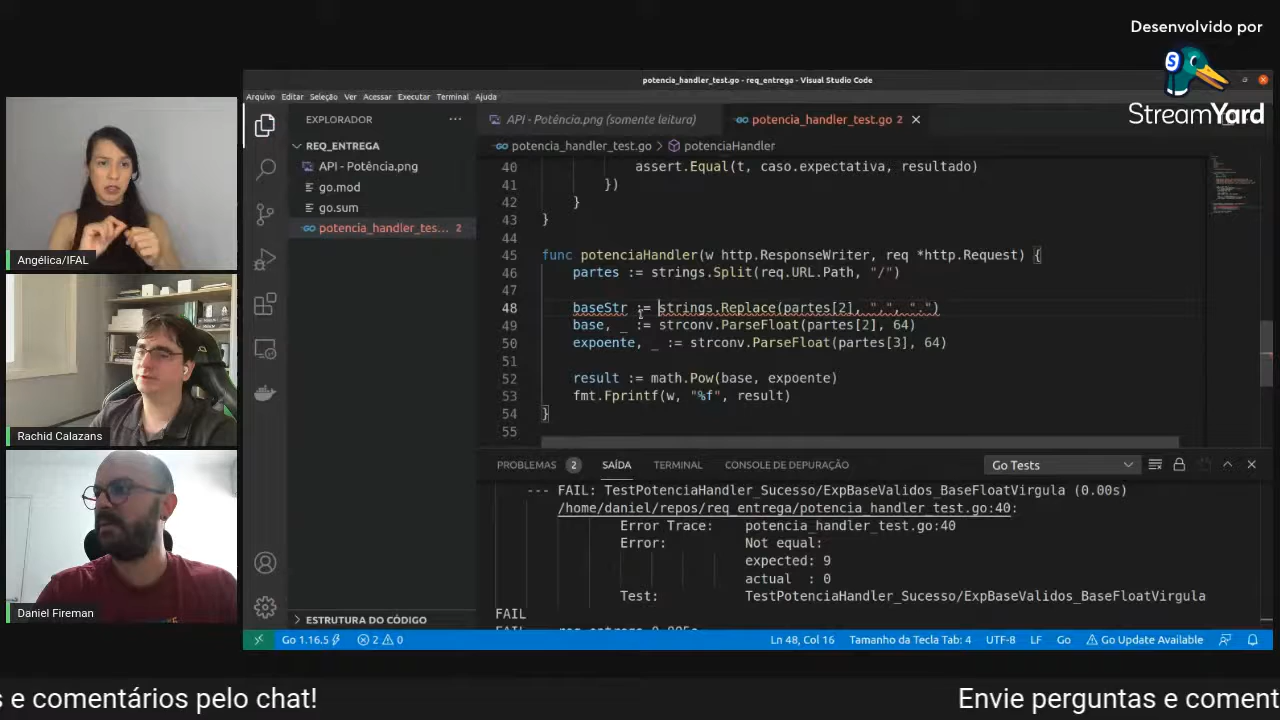 Desenvolvido por
StreamYard
potencia_handler_test.go - req_entrega - Visual Studio Code
Arquivo Editar Seleção Ver Acessar Executar Terminal Ajuda
EXPLORADOR
REQ_ENTREGA
API - Potência.png
go.mod
go.sum
potencia_handler_tes... 2
ESTRUTURA DO CÓDIGO
API - Potência.png (somente leitura)
potencia_handler_test.go 2
potencia_handler_test.go > potenciaHandler
40 assert.Equal(t, caso.expectativa, resultado)
41 })
42 }
43 }
44
45 func potenciaHandler(w http.ResponseWriter, req *http.Request) {
46 partes := strings.Split(req.URL.Path, "/")
47
48 baseStr := strings.Replace(partes[2], ",", ".")
49 base, _ := strconv.ParseFloat(partes[2], 64)
50 expoente, _ := strconv.ParseFloat(partes[3], 64)
51
52 result := math.Pow(base, expoente)
53 fmt.Fprintf(w, "%f", result)
54 }
55
PROBLEMAS 2 SAÍDA TERMINAL CONSOLE DE DEPURAÇÃO Go Tests
--- FAIL: TestPotenciaHandler_Sucesso/ExpBaseValidos_BaseFloatVirgula (0.00s)
/home/daniel/repos/req_entrega/potencia_handler_test.go:40:
Error Trace: potencia_handler_test.go:40
Error: Not equal:
expected: 9
actual : 0
Test: TestPotenciaHandler_Sucesso/ExpBaseValidos_BaseFloatVirgula
FAIL
Go 1.16.5 2 0 Ln 48, Col 16 Tamanho da Tecla Tab: 4 UTF-8 LF Go Go Update Available
Angélica/IFAL
Rachid Calazans
Daniel Fireman
s e comentários pelo chat! Envie perguntas e coment